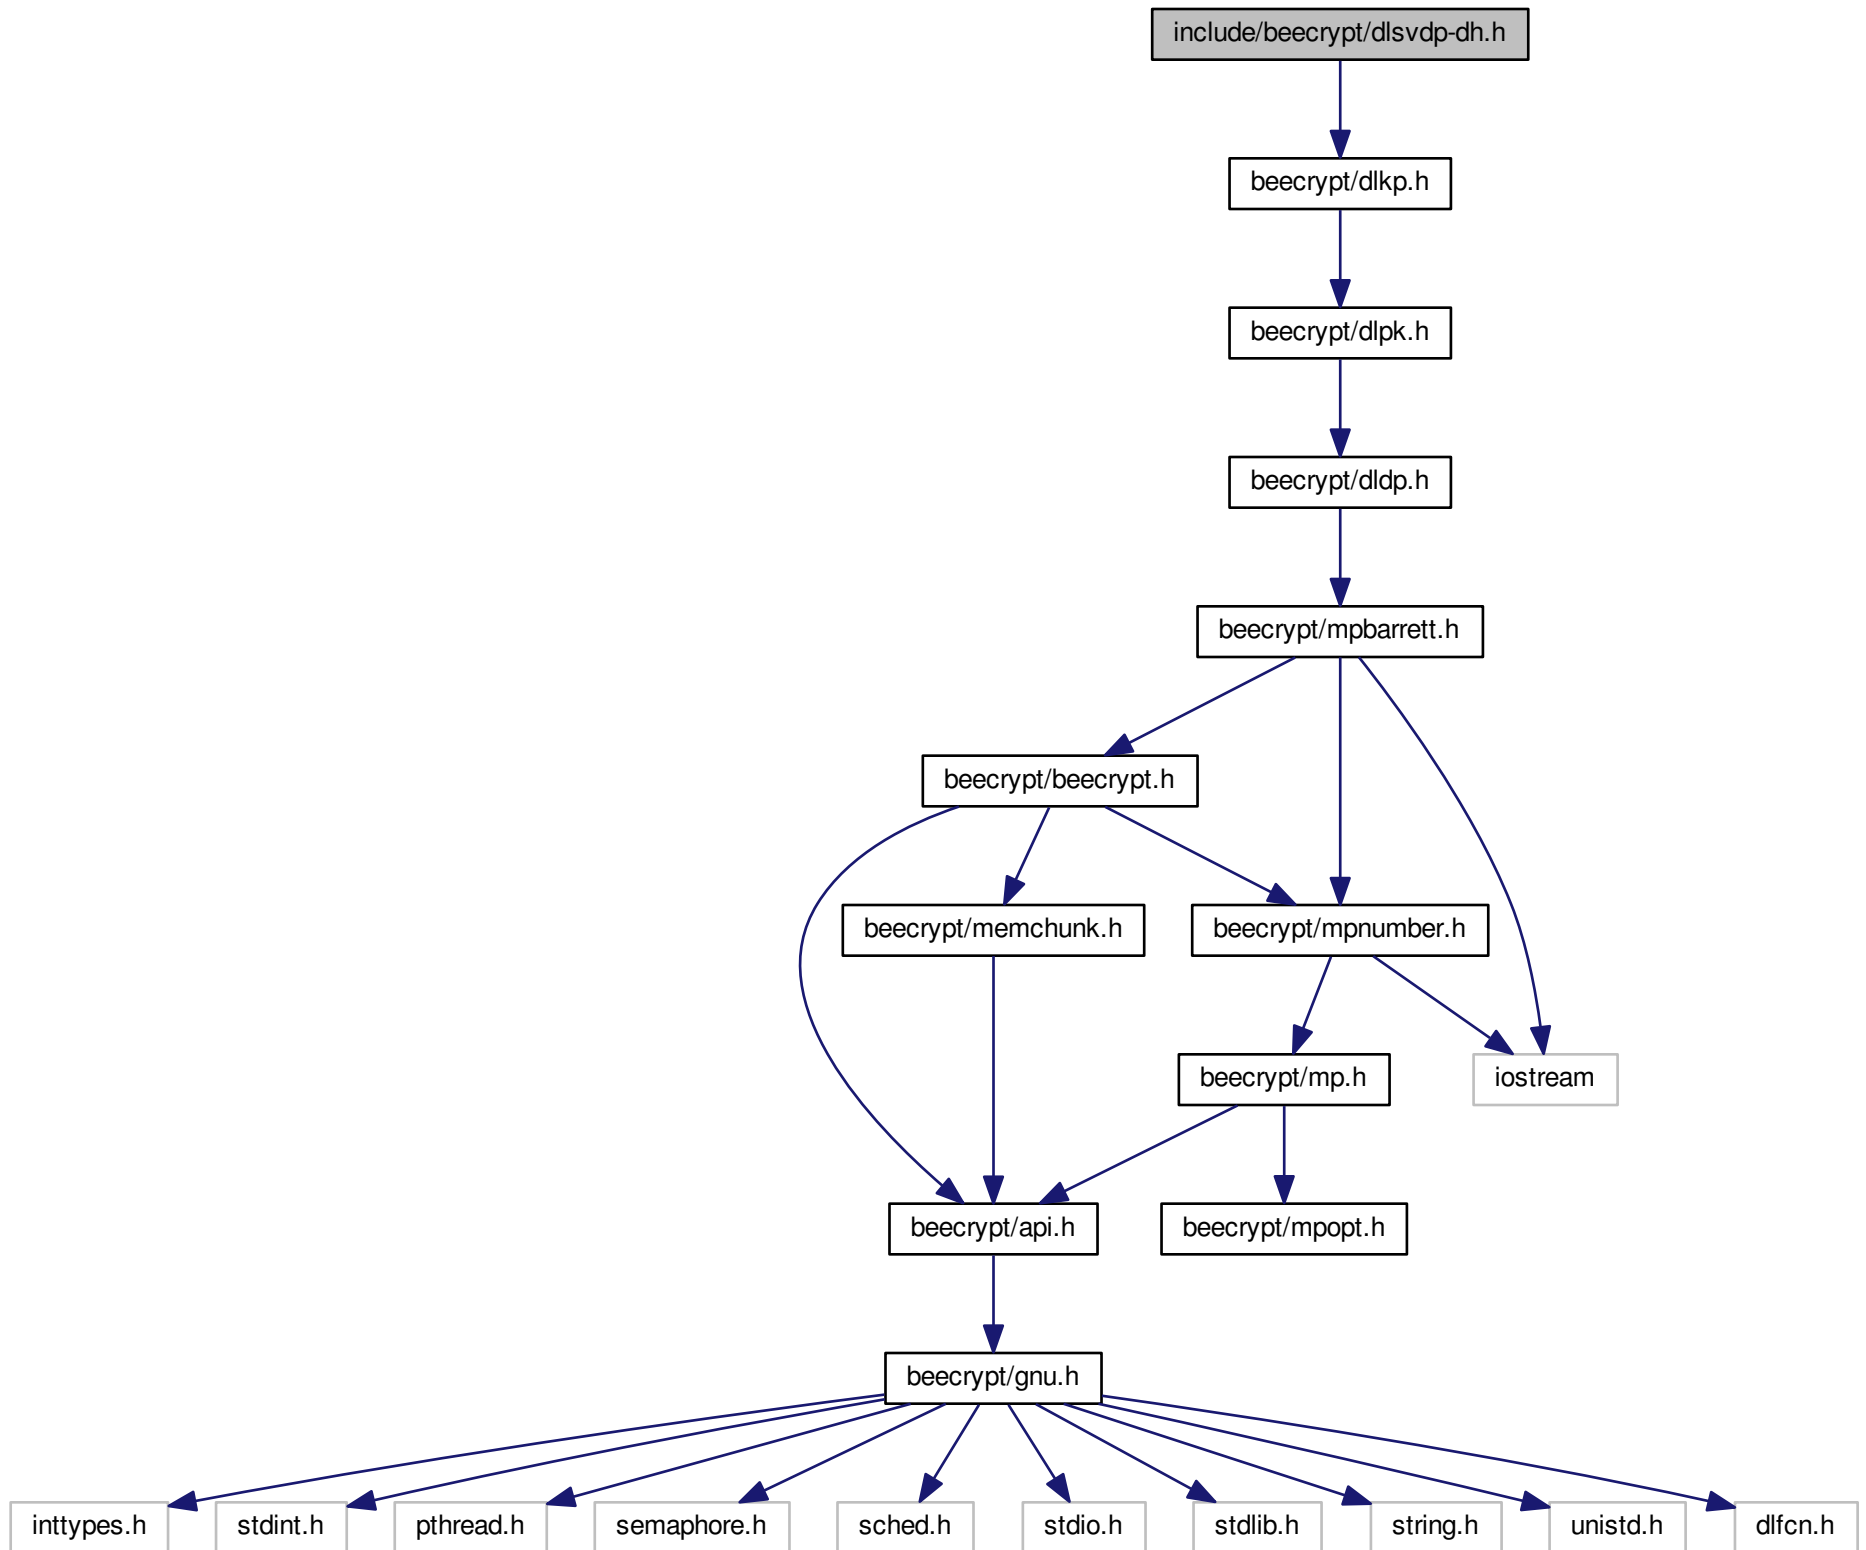 include/beecrypt/dlsvdp-dh.h
beecrypt/dlkp.h
beecrypt/dlpk.h
beecrypt/dldp.h
beecrypt/mpbarrett.h
beecrypt/beecrypt.h
beecrypt/memchunk.h
beecrypt/mpnumber.h
beecrypt/mp.h
iostream
beecrypt/api.h
beecrypt/mpopt.h
beecrypt/gnu.h
inttypes.h
stdint.h
pthread.h
semaphore.h
sched.h
stdio.h
stdlib.h
string.h
unistd.h
dlfcn.h